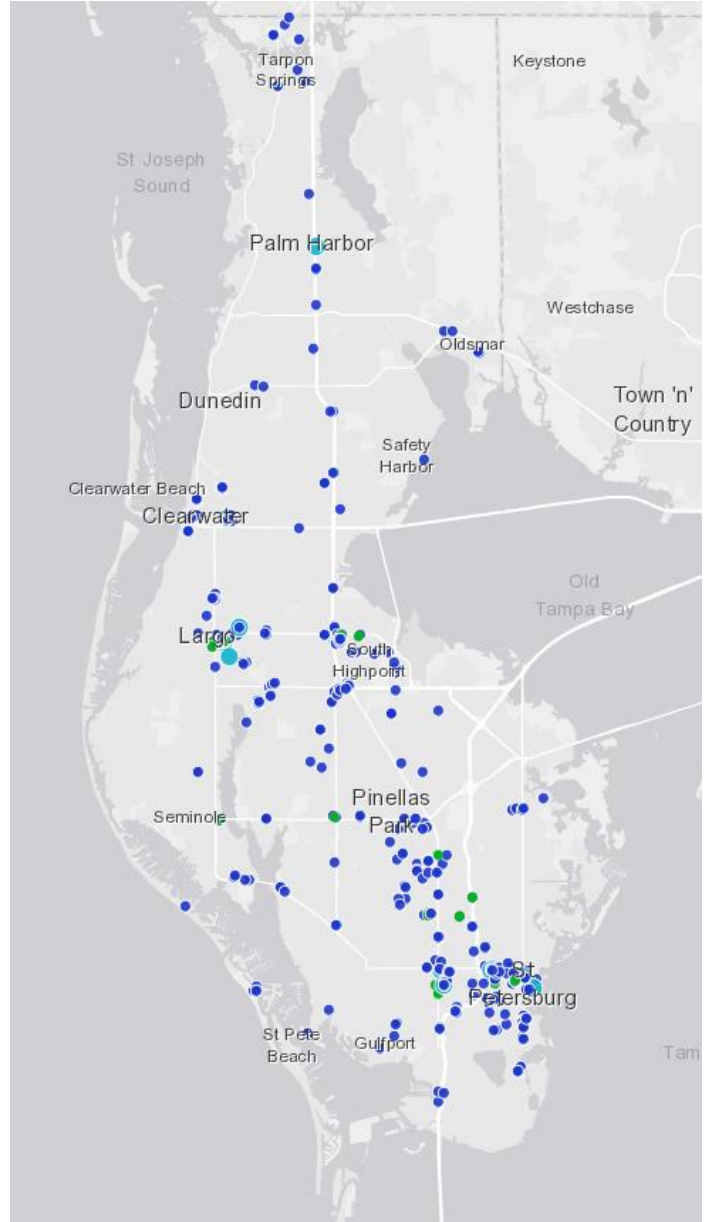 Tarpon
Springs
Keystone
St Joseph
Sound
Palm Harbor
Westchase
Oldsmar
Dunedin
Town 'n'
Country
Safety
Harbor
Clearwater Beach
Clearwater
Old
Tampa Bay
Largo
South
Highpoint
Pinellas
Park
Seminole
St.
Petersburg
St Pete
Beach
Gulfport
Tam